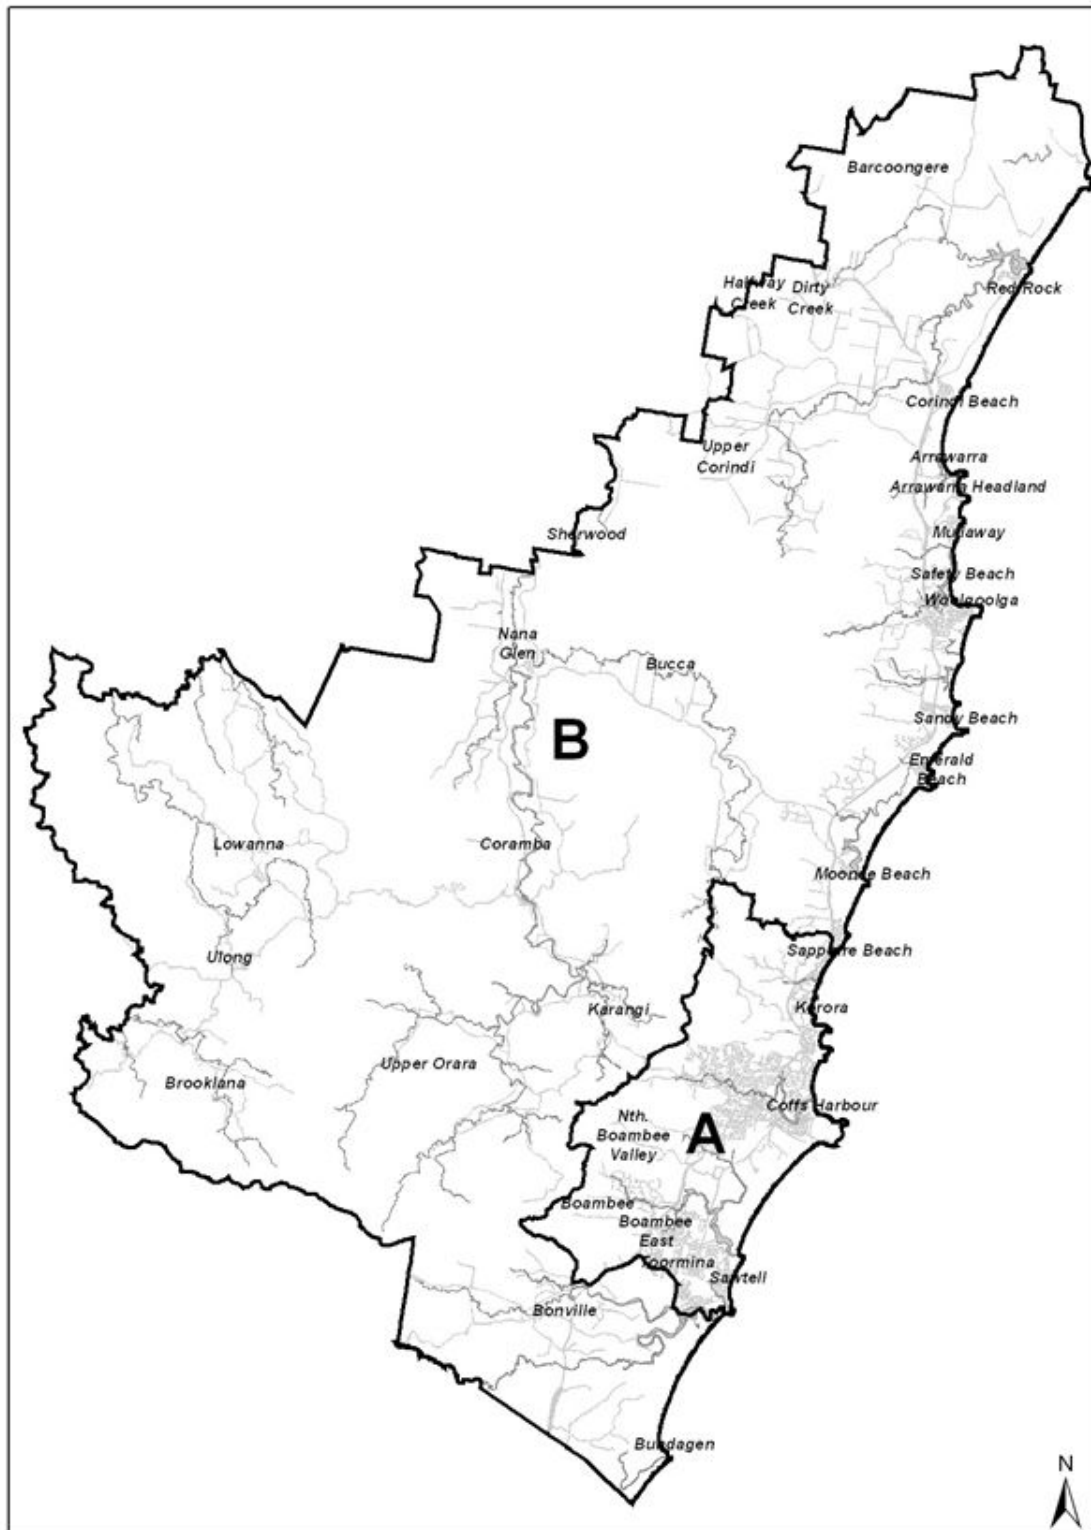 Barcoongere
Halfway
Creek
Dirty
Creek
Red Rock
Corindi Beach
Upper
Corindi
Arrawarra
Arrawarra Headland
Mullaway
Sherwood
Safety Beach
Woolgoolga
Nana
Glen
Bucca
Sandy Beach
B
Emerald
Beach
Lowanna
Coramba
Moonee Beach
Ulong
Sapphire Beach
Karangi
Korora
Upper Orara
Brooklana
Coffs Harbour
Nth.
Boambee
Valley
A
Boambee
Boambee
East
Toormina
Sawtell
Bonville
Bundagen
N